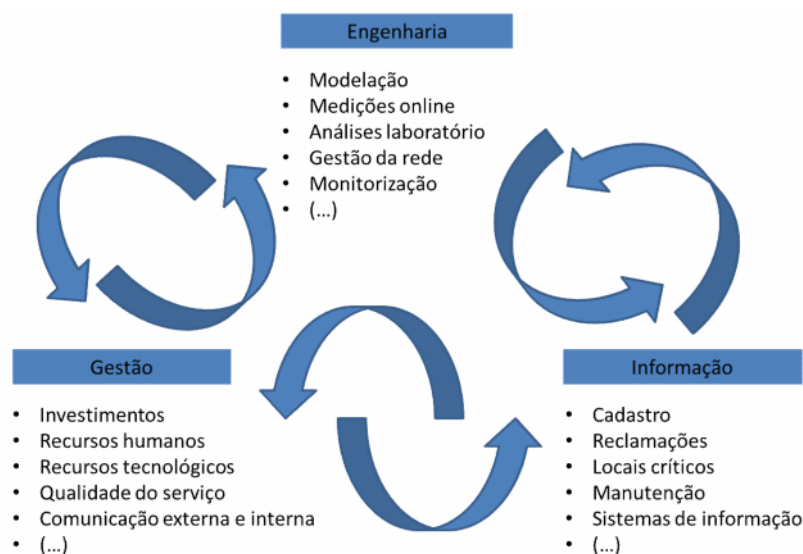 Engenharia
• Modelação
• Medições online
• Análises laboratório
• Gestão da rede
• Monitorização
• (...)
Gestão
• Investimentos
• Recursos humanos
• Recursos tecnológicos
• Qualidade do serviço
• Comunicação externa e interna
• (...)
Informação
• Cadastro
• Reclamações
• Locais críticos
• Manutenção
• Sistemas de informação
• (...)